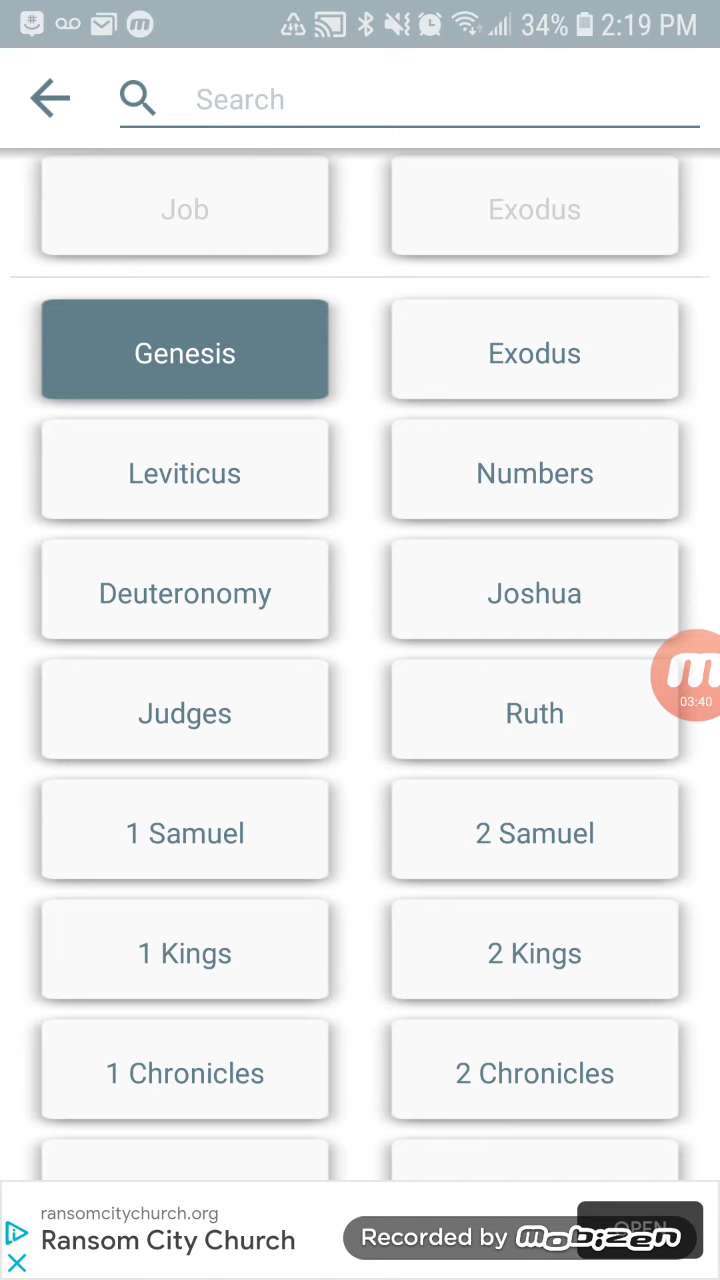 34% 2:19 PM
Search
Job Exodus
Genesis Exodus
Leviticus Numbers
Deuteronomy Joshua
Judges Ruth
03:40
1 Samuel 2 Samuel
1 Kings 2 Kings
1 Chronicles 2 Chronicles
ransomcitychurch.org
Ransom City Church
OPEN
Recorded by mobizen